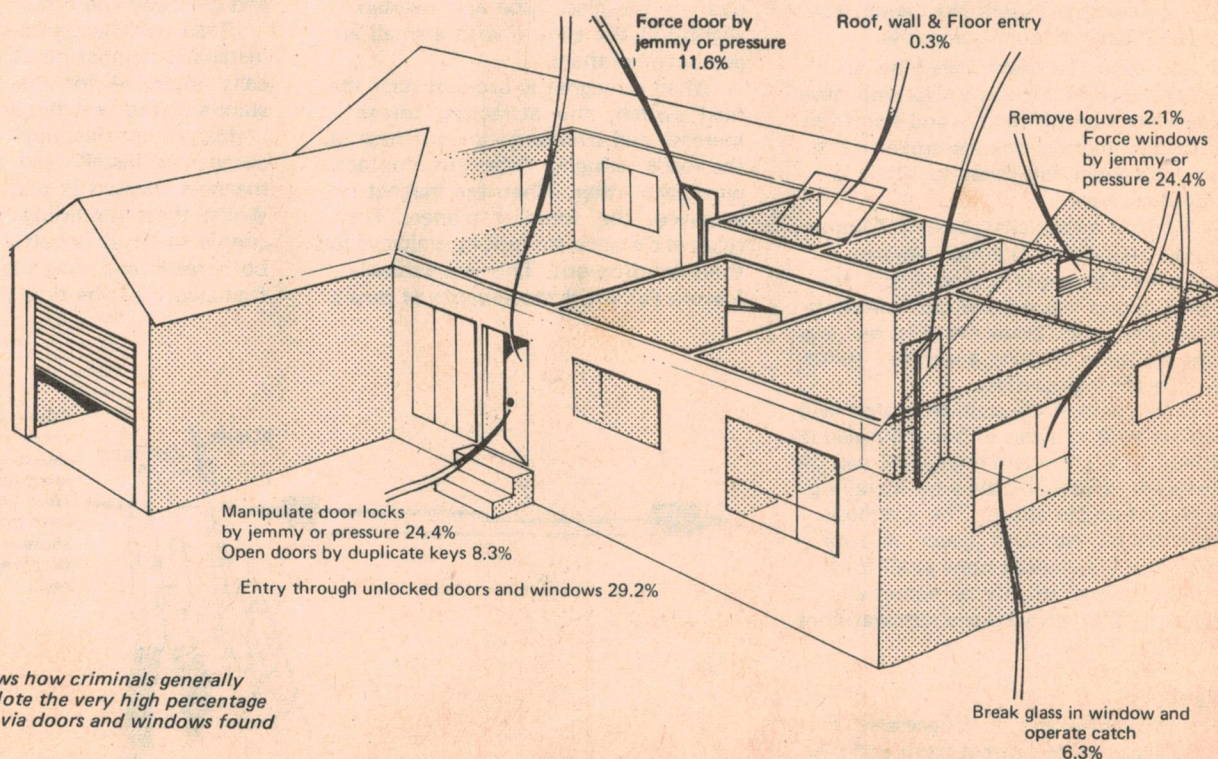 Force door by
jemmy or pressure
11.6%
Roof, wall & Floor entry
0.3%
Remove louvres 2.1%
Force windows
by jemmy or
pressure 24.4%
Manipulate door locks
by jemmy or pressure 24.4%
Open doors by duplicate keys 8.3%
Entry through unlocked doors and windows 29.2%
ws how criminals generally
the very high percentage
via doors and windows found
Break glass in window and
operate catch
6.3%